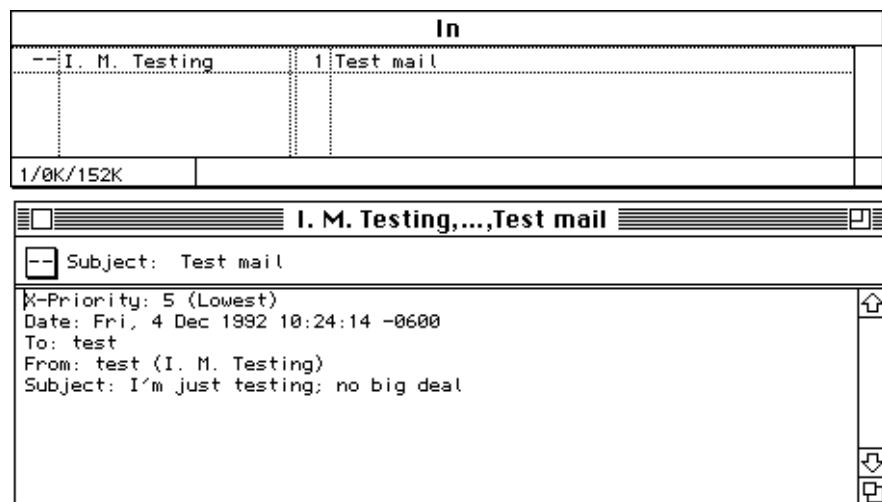 In
-- I. M. Testing 1 Test mail
1/0K/152K
I. M. Testing,...,Test mail
-- Subject: Test mail
X-Priority: 5 (Lowest)
Date: Fri, 4 Dec 1992 10:24:14 -0600
To: test
From: test (I. M. Testing)
Subject: I'm just testing; no big deal